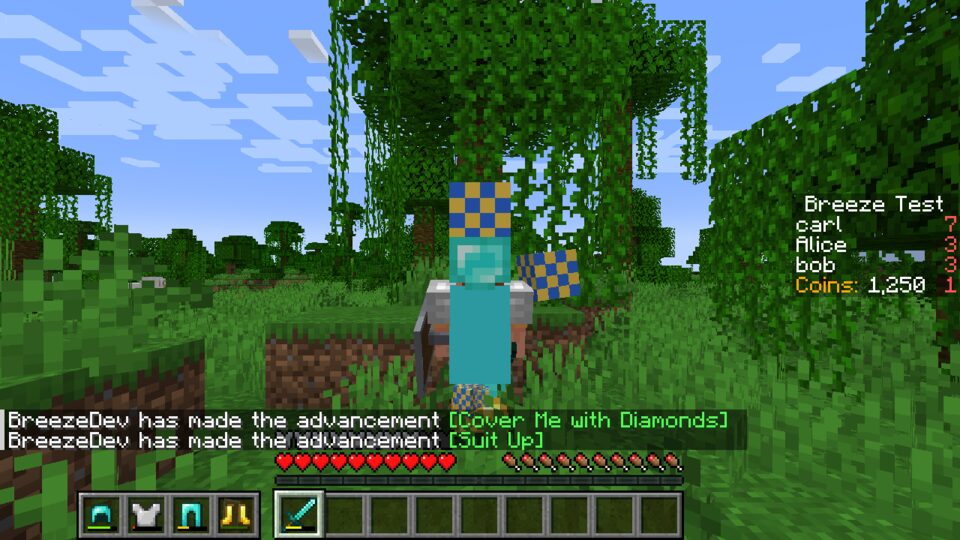 Breeze Test
carl 7
Alice 3
bob 3
Coins: 1,250 1
BreezeDev has made the advancement [Cover Me with Diamonds]
BreezeDev has made the advancement [Suit Up]